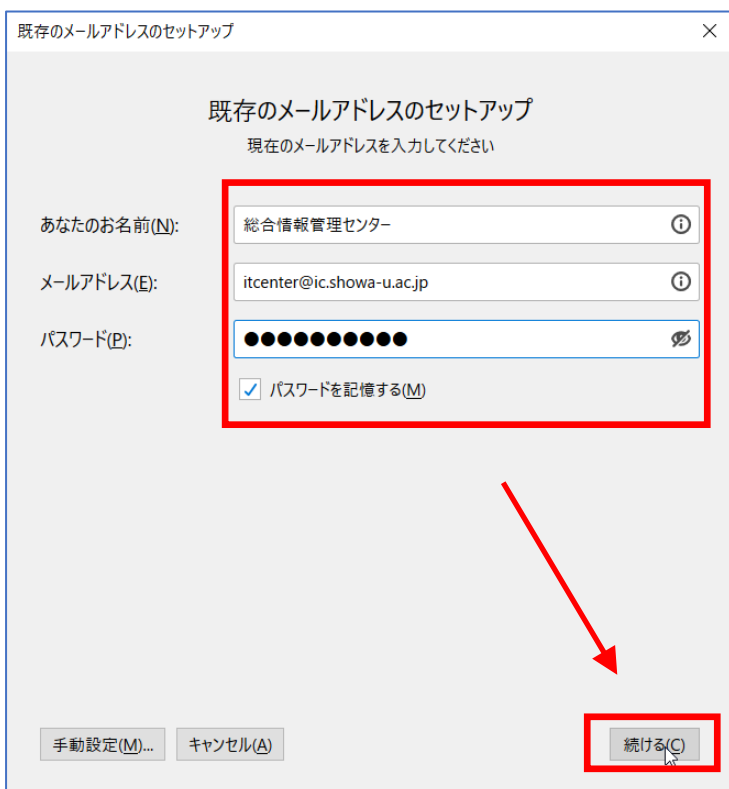 既存のメールアドレスのセットアップ
既存のメールアドレスのセットアップ
現在のメールアドレスを入力してください
あなたのお名前(N): 総合情報管理センター
メールアドレス(E): itcenter@ic.showa-u.ac.jp
パスワード(P): ●●●●●●●●●●
パスワードを記憶する(M)
手動設定(M)... キャンセル(A) 続ける(C)